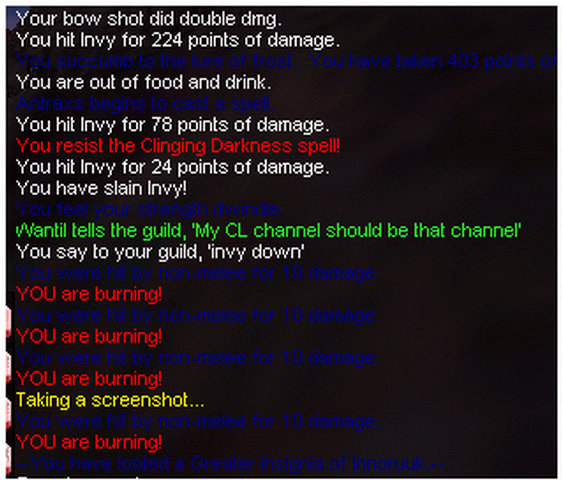 Your bow shot did double dmg.
You hit Invy for 224 points of damage.
You succumb to the lure of frost. You have taken 403 points of
You are out of food and drink.
Antraxs begins to cast a spell.
You hit Invy for 78 points of damage.
You resist the Clinging Darkness spell!
You hit Invy for 24 points of damage.
You have slain Invy!
You feel your strength dwindle.
Wantil tells the guild, 'My CL channel should be that channel'
You say to your guild, 'invy down'
You were hit by non-melee for 10 damage.
YOU are burning!
You were hit by non-melee for 10 damage.
YOU are burning!
You were hit by non-melee for 10 damage.
YOU are burning!
Taking a screenshot...
You were hit by non-melee for 10 damage.
YOU are burning!
--You have looted a Greater Insignia of Innoruuk.--